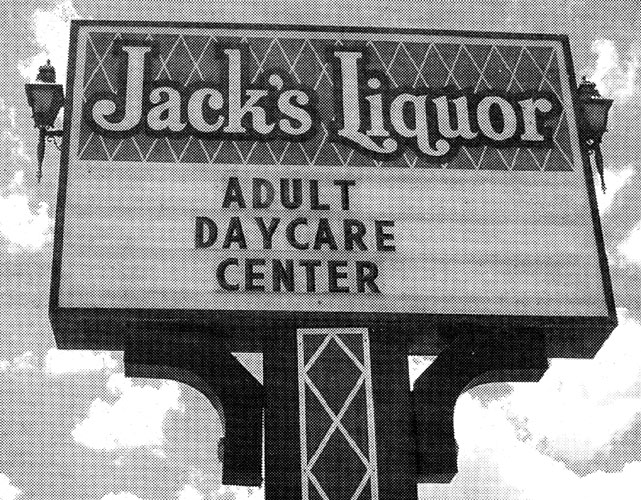 Jack's Liquor
ADULT
DAYCARE
CENTER